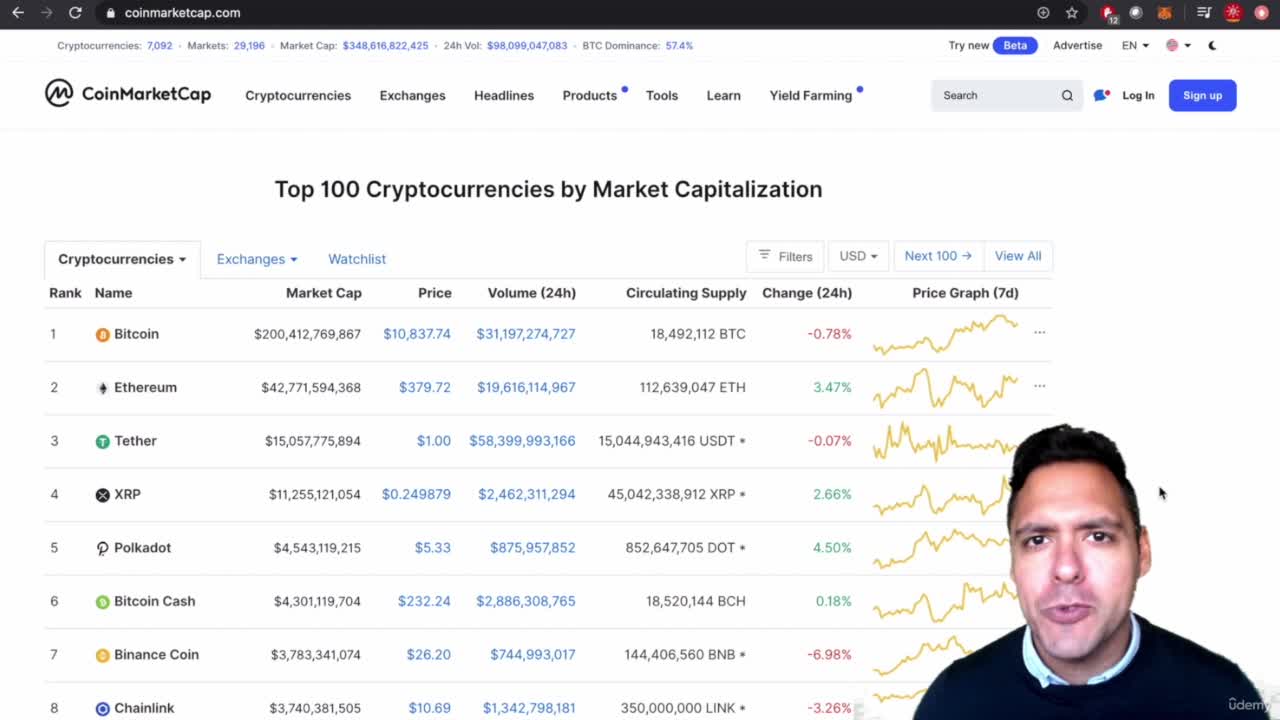 coinmarketcap.com
12
Cryptocurrencies: 7,092 • Markets: 29,196 • Market Cap: $348,616,822,425 • 24h Vol: $98,099,047,083 • BTC Dominance: 57.4%
Try new Beta Advertise EN
CoinMarketCap Cryptocurrencies Exchanges Headlines Products Tools Learn Yield Farming Search Log In Sign up
Top 100 Cryptocurrencies by Market Capitalization
Cryptocurrencies Exchanges Watchlist Filters USD Next 100 → View All
Rank Name Market Cap Price Volume (24h) Circulating Supply Change (24h) Price Graph (7d)
1 Bitcoin $200,412,769,867 $10,837.74 $31,197,274,727 18,492,112 BTC -0.78% ...
2 Ethereum $42,771,594,368 $379.72 $19,616,114,967 112,639,047 ETH 3.47% ...
3 Tether $15,057,775,894 $1.00 $58,399,993,166 15,044,943,416 USDT * -0.07%
4 XRP $11,255,121,054 $0.249879 $2,462,311,294 45,042,338,912 XRP * 2.66%
5 Polkadot $4,543,119,215 $5.33 $875,957,852 852,647,705 DOT * 4.50%
6 Bitcoin Cash $4,301,119,704 $232.24 $2,886,308,765 18,520,144 BCH 0.18%
7 Binance Coin $3,783,341,074 $26.20 $744,993,017 144,406,560 BNB * -6.98%
8 Chainlink $3,740,381,505 $10.69 $1,342,798,181 350,000,000 LINK * -3.26%
ûdemy